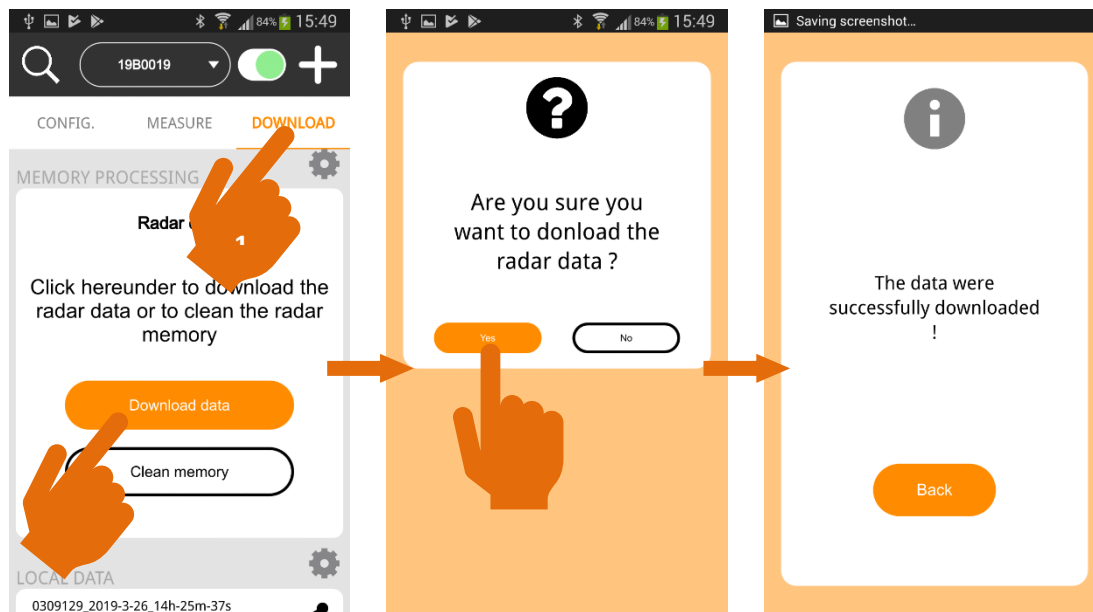 84% 15:49
19B0019
CONFIG. MEASURE DOWNLOAD
MEMORY PROCESSING
Radar
1
Click hereunder to download the
radar data or to clean the radar
memory
Download data
Clean memory
LOCAL DATA
0309129_2019-3-26_14h-25m-37s
84% 15:49
?
Are you sure you
want to donload the
radar data ?
Yes No
Saving screenshot...
i
The data were
successfully downloaded
!
Back